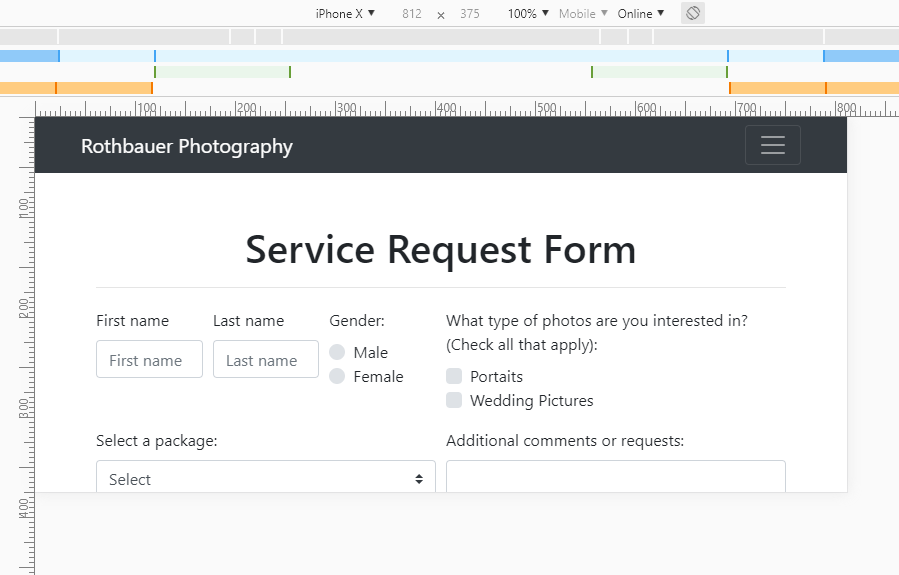 iPhone X ▼ 812 × 375 100% ▼ Mobile ▼ Online ▼
100 200 300 400 500 600 700 800
100
200
300
400
Rothbauer Photography
Service Request Form
First name Last name Gender: What type of photos are you interested in?
(Check all that apply):
First name Last name Male
Female Portaits
Wedding Pictures
Select a package: Additional comments or requests:
Select